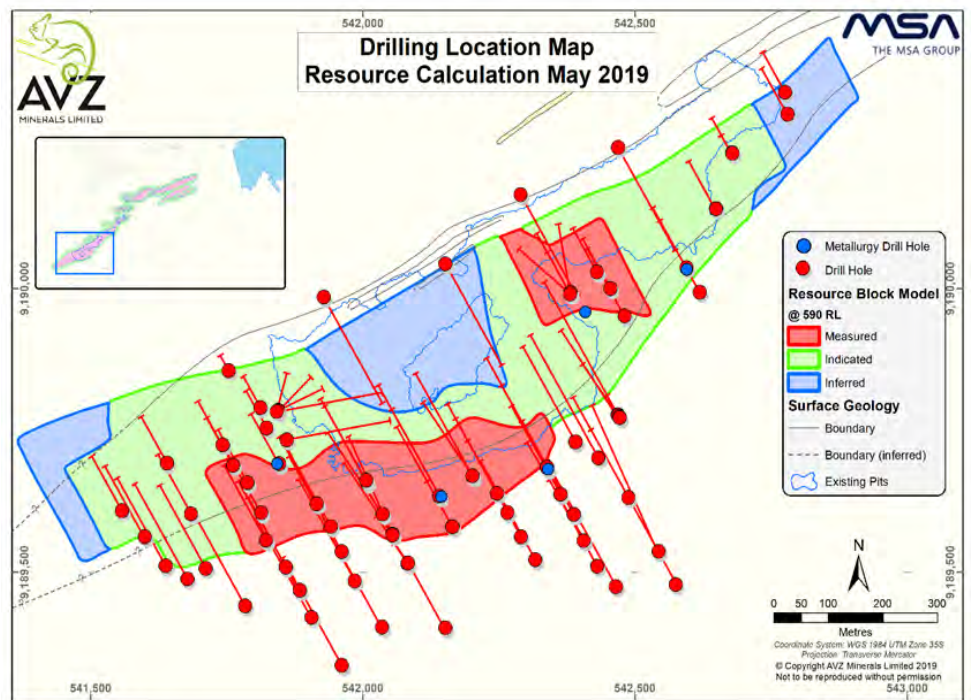 542,000
542,500
AVZ
MINERALS LIMITED
Drilling Location Map
Resource Calculation May 2019
MSA
THE MSA GROUP
9,190,000
9,190,000
Metallurgy Drill Hole
Drill Hole
Resource Block Model
@ 590 RL
Measured
Indicated
Inferred
Surface Geology
Boundary
Boundary (inferred)
Existing Pits
9,189,500
9,189,500
N
0 50 100 200 300
Metres
Coordinate System: WGS 1984 UTM Zone 35S
Projection: Transverse Mercator
© Copyright AVZ Minerals Limited 2019
Not to be reproduced without permission
541,500
542,000
542,500
543,000